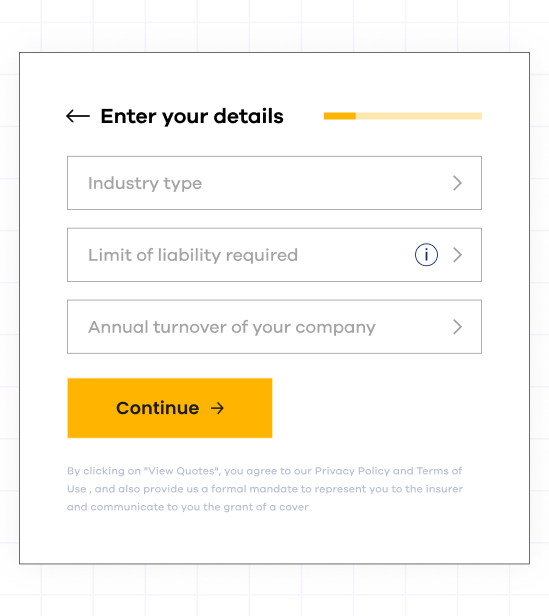 Enter your details
Industry type
Limit of liability required
Annual turnover of your company
Continue
By clicking on "View Quotes", you agree to our Privacy Policy and Terms of
Use , and also provide us a formal mandate to represent you to the insurer
and communicate to you the grant of a cover